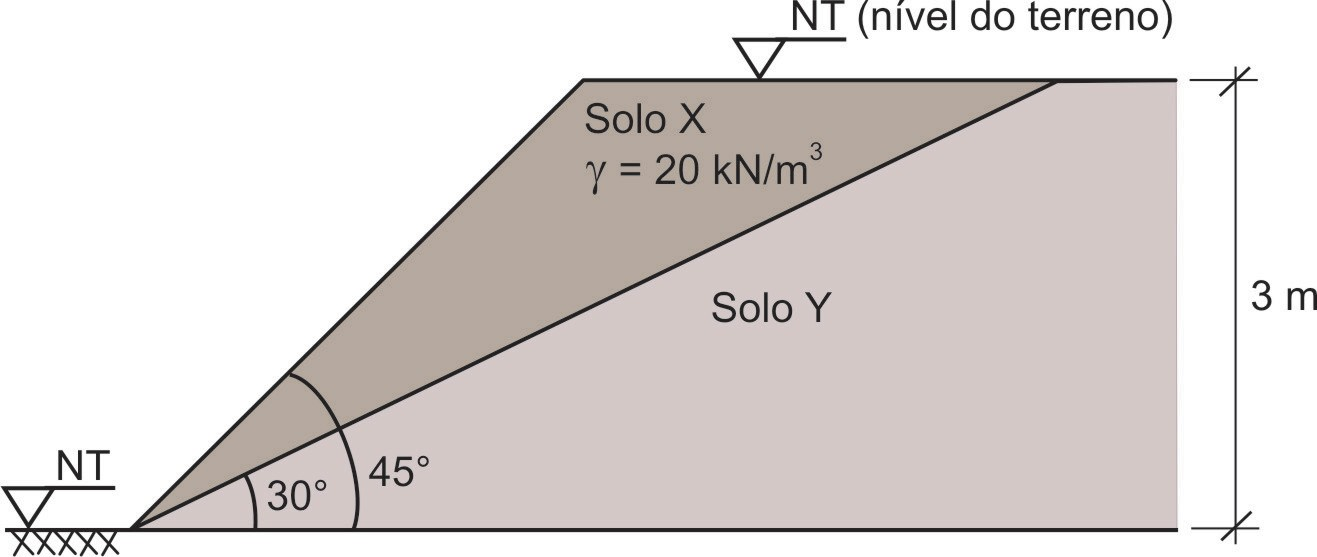 NT (nível do terreno)
Solo X
γ = 20 kN/m³
Solo Y
3 m
NT
30°
45°